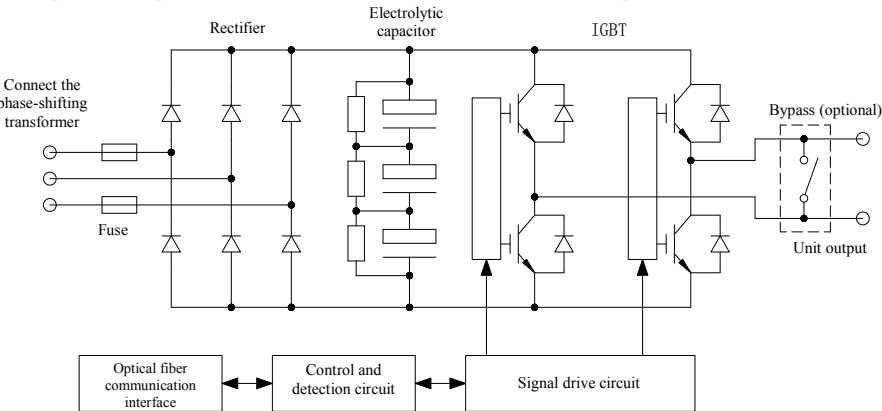 Electrolytic
capacitor
Rectifier
IGBT
Connect the
phase-shifting
transformer
Bypass (optional)
Fuse
Unit output
Optical fiber
communication
interface
Control and
detection circuit
Signal drive circuit